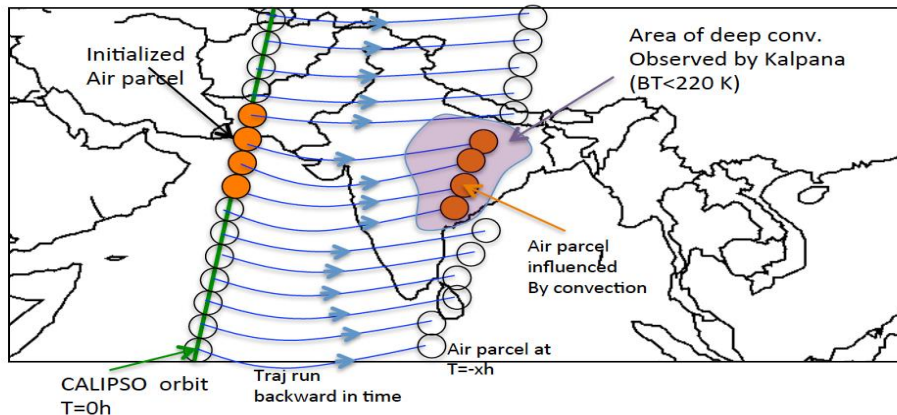 Initialized
Air parcel
Area of deep conv.
Observed by Kalpana
(BT<220 K)
Air parcel
influenced
By convection
Air parcel at
T=-xh
Traj run
backward in time
CALIPSO orbit
T=0h